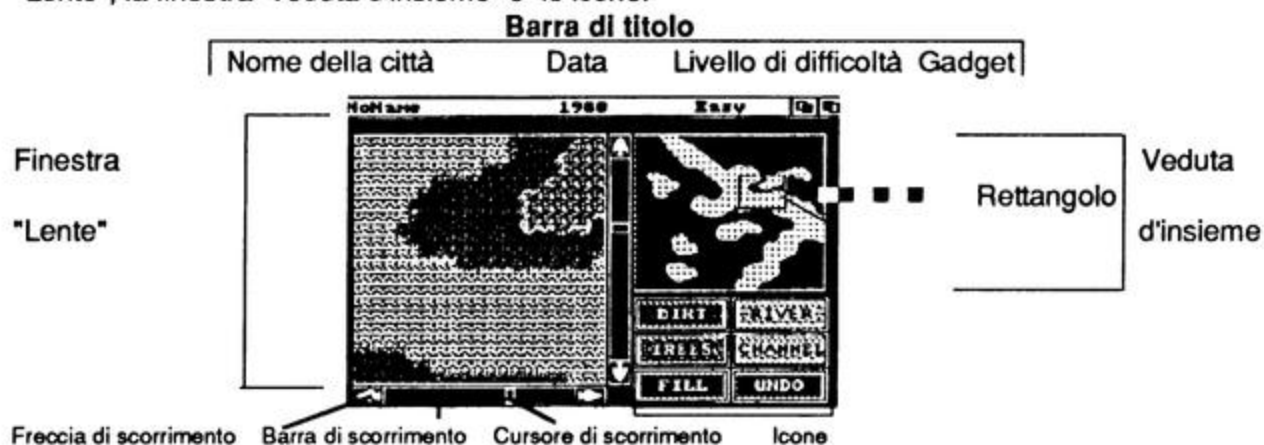 "Lente", la finestra "Veduta d'insieme" e le icone.
Barra di titolo
Nome della città Data Livello di difficoltà Gadget
NoName 1900 Easy
Finestra
"Lente"
Rettangolo
Veduta
d'insieme
DIRT RIVER
TREES CHANNEL
FILL UNDO
Freccia di scorrimento Barra di scorrimento Cursore di scorrimento Icone